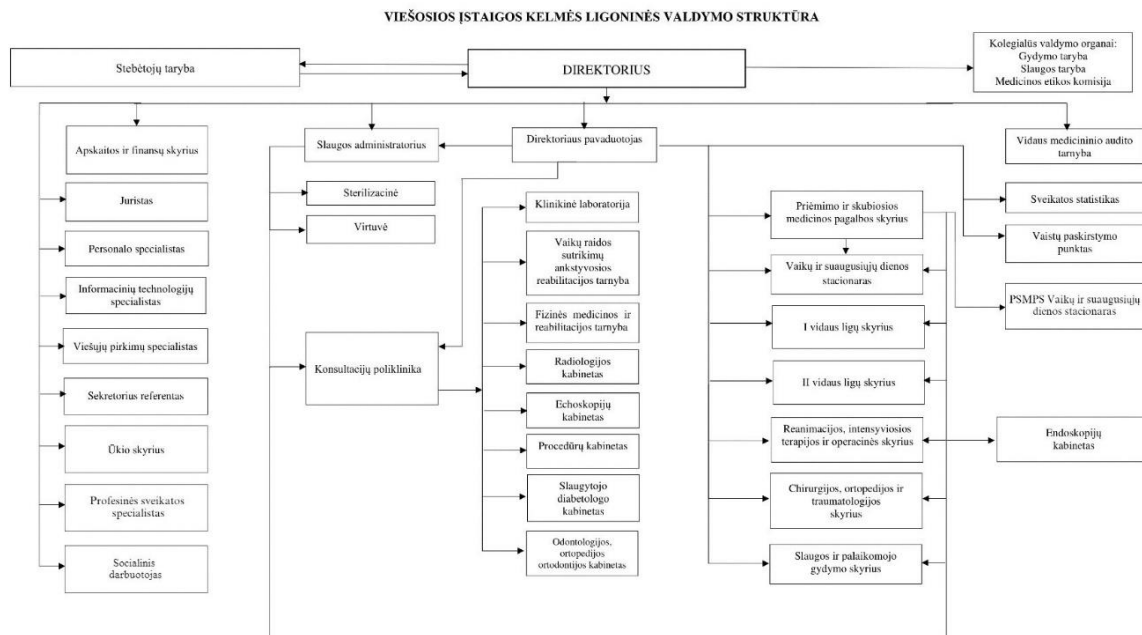 VIEŠOSIOS ĮSTAIGOS KELMĖS LIGONINĖS VALDYMO STRUKTŪRA
Stebėtojų taryba
DIREKTORIUS
Kolegialūs valdymo organai:
Gydymo taryba
Slaugos taryba
Medicinos etikos komisija
Apskaitos ir finansų skyrius
Slaugos administratorius
Direktoriaus pavaduotojas
Vidaus medicininio audito
tarnyba
Juristas
Personalo specialistas
Informacinių technologijų
specialistas
Viešųjų pirkimų specialistas
Sekretorius referentas
Ūkio skyrius
Profesinės sveikatos
specialistas
Socialinis
darbuotojas
Sterilizacinė
Virtuvė
Konsultacijų poliklinika
Klinikinė laboratorija
Vaikų raidos
sutrikimų
ankstyvosios
reabilitacijos tarnyba
Fizinės medicinos ir
reabilitacijos tarnyba
Radiologijos
kabinetas
Echoskopijų
kabinetas
Procedūrų kabinetas
Slaugytojo
diabetologo
kabinetas
Odontologijos,
ortopedijos
ortodontijos kabinetas
Priėmimo ir skubiosios
medicinos pagalbos skyrius
Vaikų ir suaugusiųjų dienos
stacionaras
I vidaus ligų skyrius
II vidaus ligų skyrius
Reanimacijos, intensyviosios
terapijos ir operacinės skyrius
Chirurgijos, ortopedijos ir
traumatologijos
skyrius
Slaugos ir palaikomojo
gydymo skyrius
Sveikatos statistikas
Vaistų paskirstymo
punktas
PSMPS Vaikų ir suaugusiųjų
dienos stacionaras
Endoskopijų
kabinetas